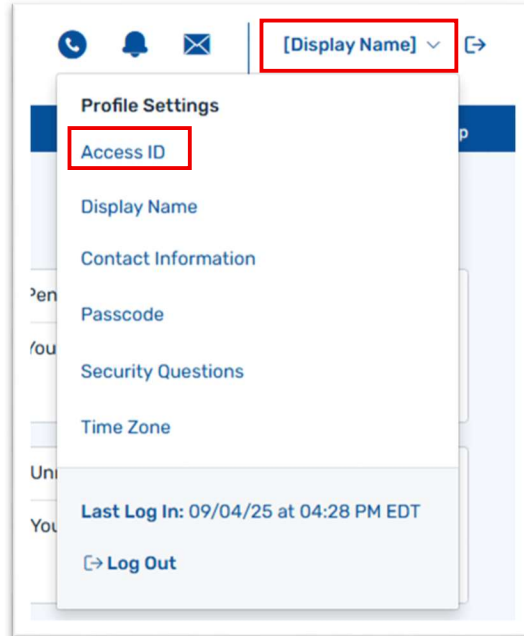 [Display Name]
Profile Settings
Access ID
Display Name
Contact Information
Passcode
Security Questions
Time Zone
Last Log In: 09/04/25 at 04:28 PM EDT
Log Out